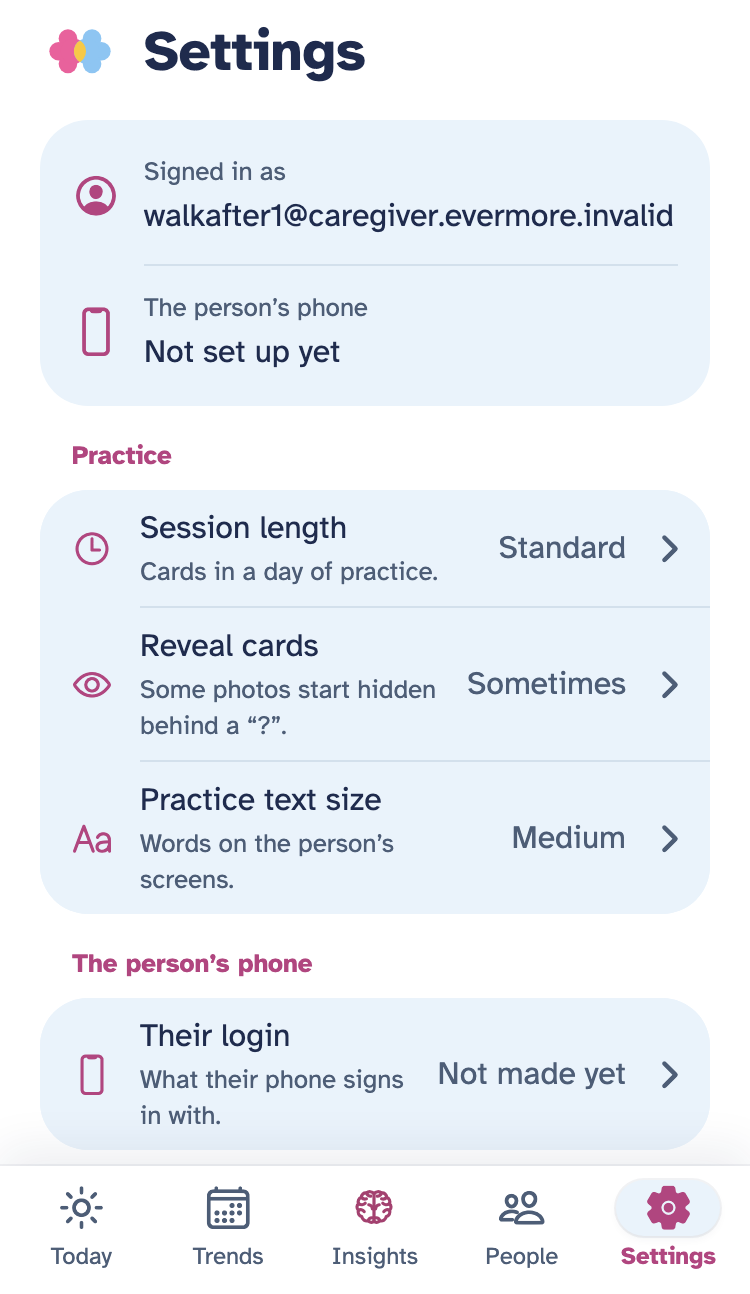 Settings
Signed in as
walkafter1@caregiver.evermore.invalid
The person’s phone
Not set up yet
Practice
Session length
Cards in a day of practice.
Standard
Reveal cards
Some photos start hidden
behind a “?”.
Sometimes
Aa
Practice text size
Words on the person’s
screens.
Medium
The person’s phone
Their login
What their phone signs
in with.
Not made yet
Today
Trends
Insights
People
Settings